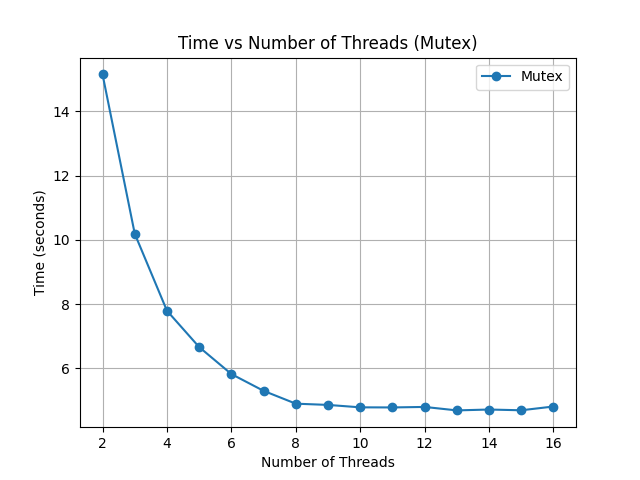 Time vs Number of Threads (Mutex)
Mutex
Time (seconds)
14
12
10
8
6
2 4 6 8 10 12 14 16
Number of Threads